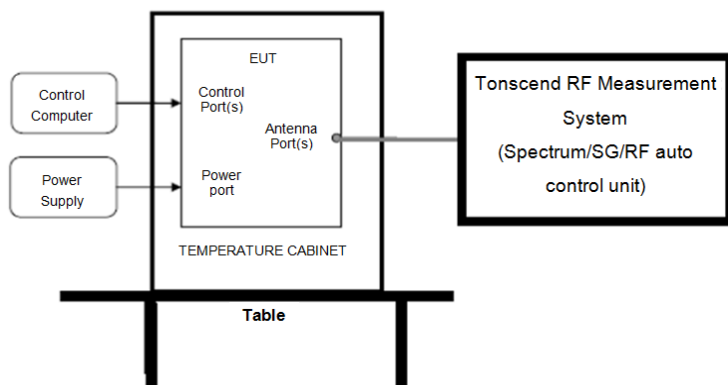 Control
Computer
Power
Supply
EUT
Control
Port(s)
Antenna
Port(s)
Power
port
TEMPERATURE CABINET
Table
Tonscend RF Measurement
System
(Spectrum/SG/RF auto
control unit)